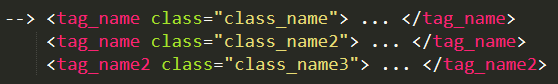 --> <tag_name class="class_name"> ... </tag_name>
<tag_name class="class_name2"> ... </tag_name>
<tag_name2 class="class_name3"> ... </tag_name2>